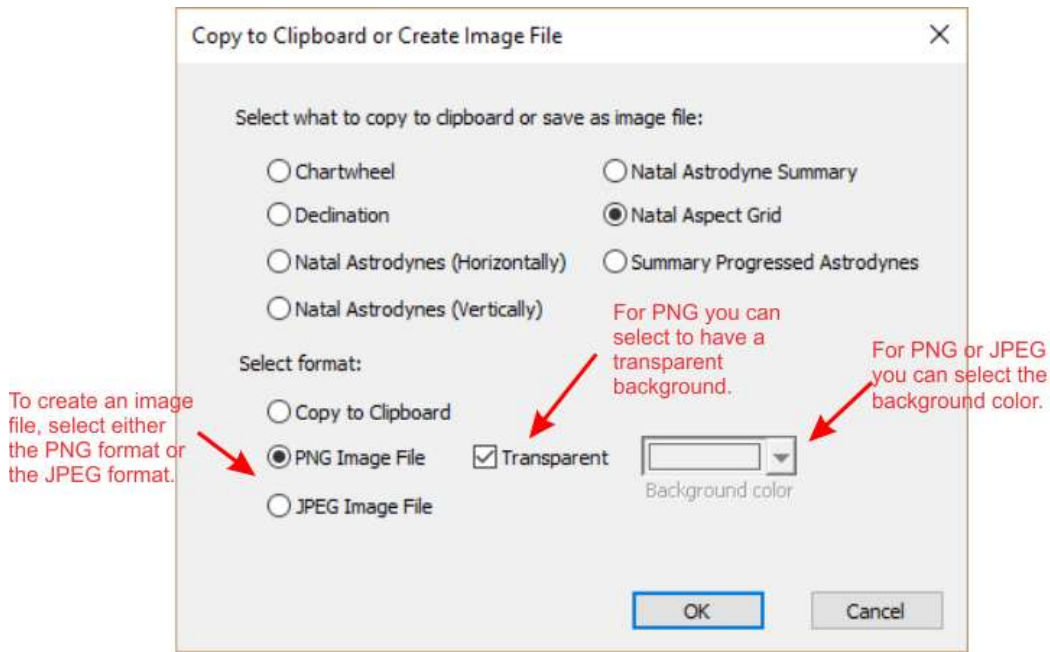 Copy to Clipboard or Create Image File
Select what to copy to clipboard or save as image file:
Chartwheel
Natal Astrodyne Summary
Declination
Natal Aspect Grid
Natal Astrodynes (Horizontally)
Summary Progressed Astrodynes
Natal Astrodynes (Vertically)
For PNG you can
select to have a
transparent
background.
For PNG or JPEG
you can select the
background color.
Select format:
To create an image
file, select either
the PNG format or
the JPEG format.
Copy to Clipboard
PNG Image File
Transparent
Background color
JPEG Image File
OK
Cancel